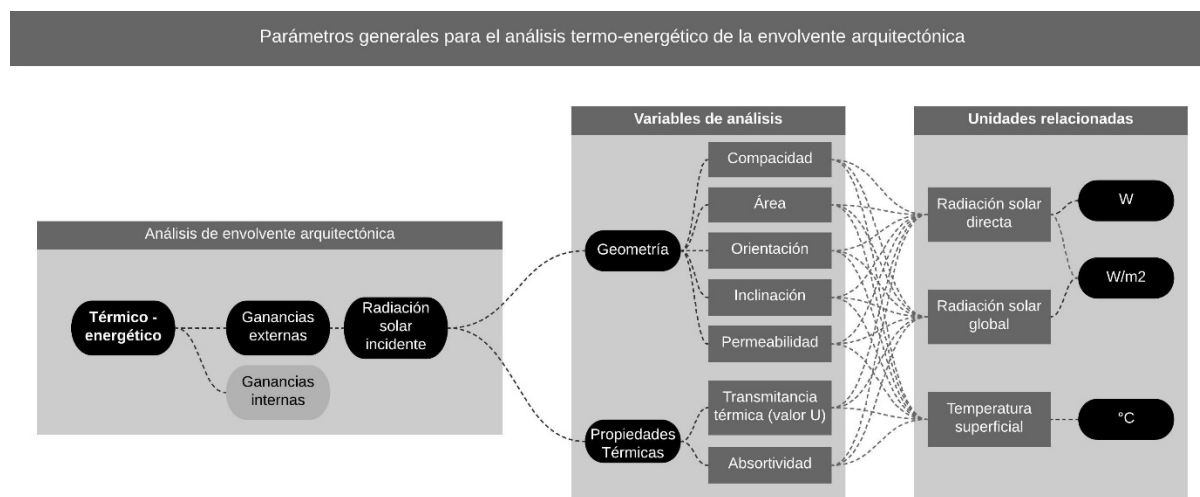 Parámetros generales para el análisis termo-energético de la envolvente arquitectónica
Análisis de envolvente arquitectónica
Térmico -
energético
Ganancias
externas
Ganancias
internas
Radiación
solar
incidente
Variables de análisis
Geometría
Propiedades
Térmicas
Compacidad
Área
Orientación
Inclinación
Permeabilidad
Transmitancia
térmica (valor U)
Absortividad
Unidades relacionadas
Radiación solar
directa
Radiación solar
global
Temperatura
superficial
W
W/m2
°C